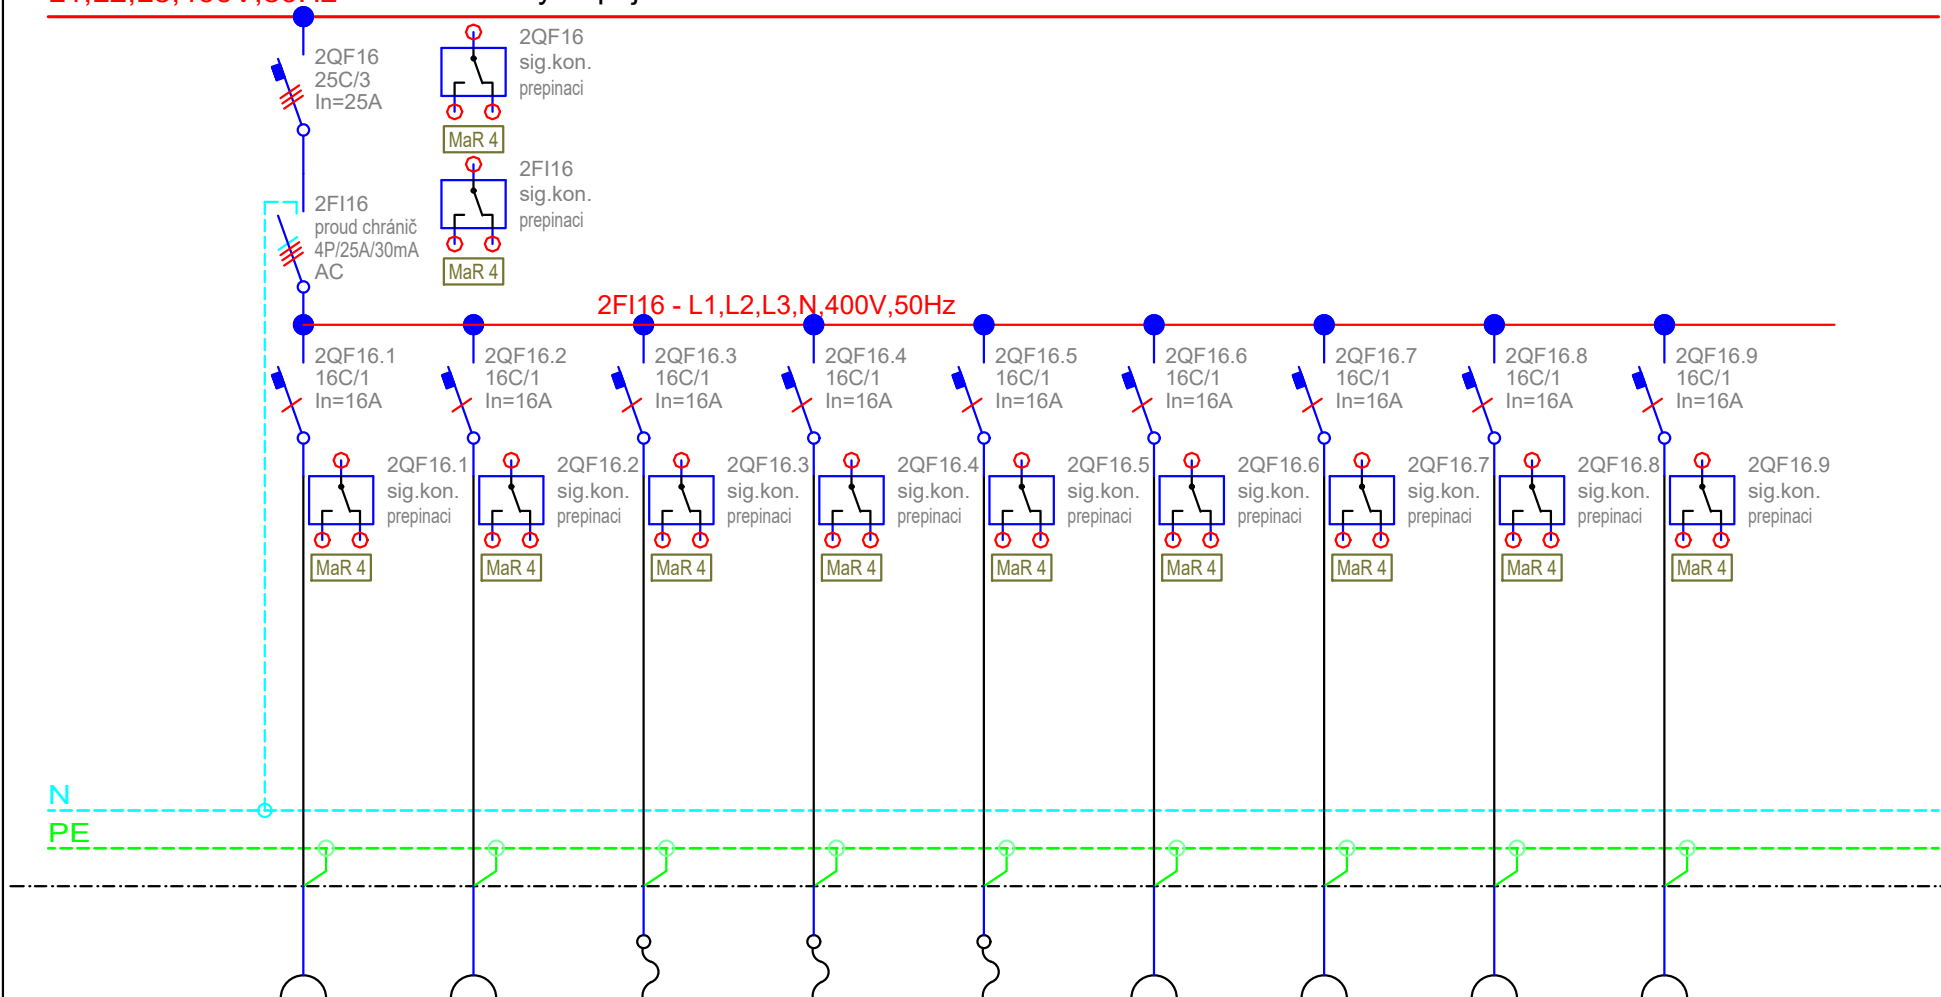 2QF16
25C/3
In=25A
2QF16
sig.kon.
prepinaci
MaR 4
2FI16
proud chránič
4P/25A/30mA
AC
2FI16
sig.kon.
prepinaci
MaR 4
2FI16 - L1,L2,L3,N,400V,50Hz
2QF16.1
16C/1
In=16A
2QF16.2
16C/1
In=16A
2QF16.3
16C/1
In=16A
2QF16.4
16C/1
In=16A
2QF16.5
16C/1
In=16A
2QF16.6
16C/1
In=16A
2QF16.7
16C/1
In=16A
2QF16.8
16C/1
In=16A
2QF16.9
16C/1
In=16A
2QF16.1
sig.kon.
prepinaci
MaR 4
2QF16.2
sig.kon.
prepinaci
MaR 4
2QF16.3
sig.kon.
prepinaci
MaR 4
2QF16.4
sig.kon.
prepinaci
MaR 4
2QF16.5
sig.kon.
prepinaci
MaR 4
2QF16.6
sig.kon.
prepinaci
MaR 4
2QF16.7
sig.kon.
prepinaci
MaR 4
2QF16.8
sig.kon.
prepinaci
MaR 4
2QF16.9
sig.kon.
prepinaci
MaR 4
N
PE